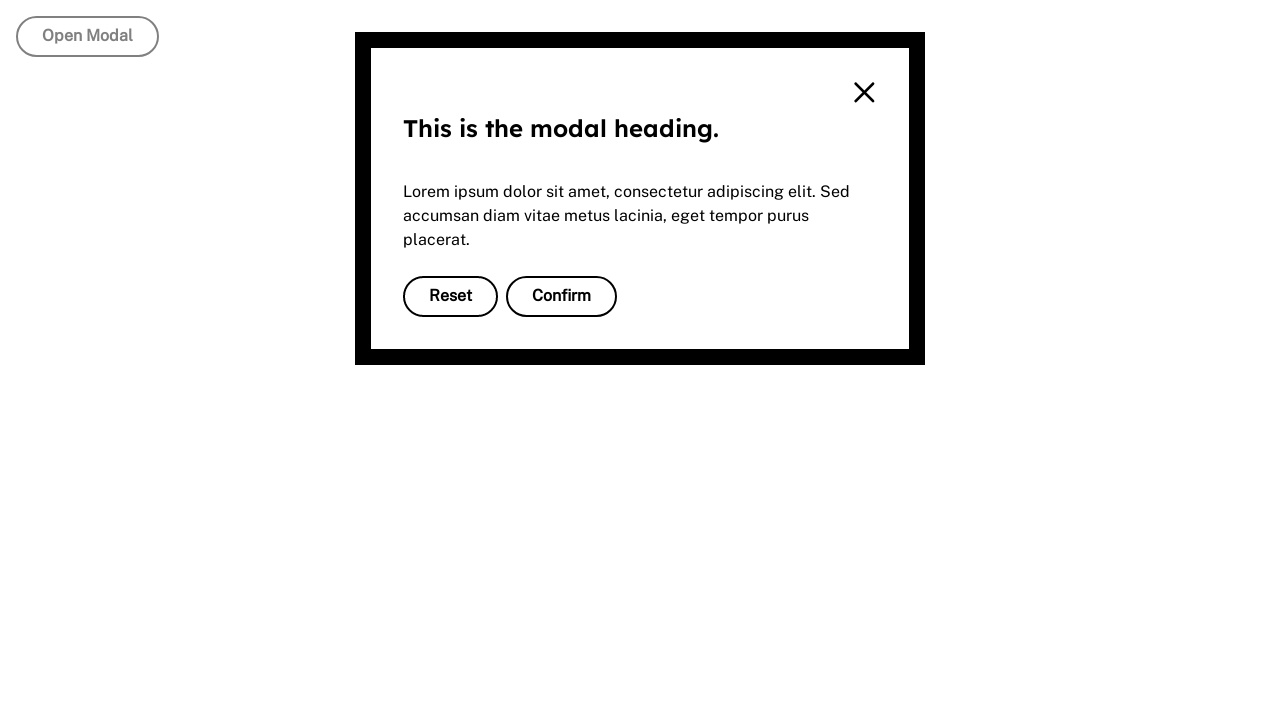 Open Modal
This is the modal heading.
Lorem ipsum dolor sit amet, consectetur adipiscing elit. Sed
accumsan diam vitae metus lacinia, eget tempor purus
placerat.
Reset
Confirm